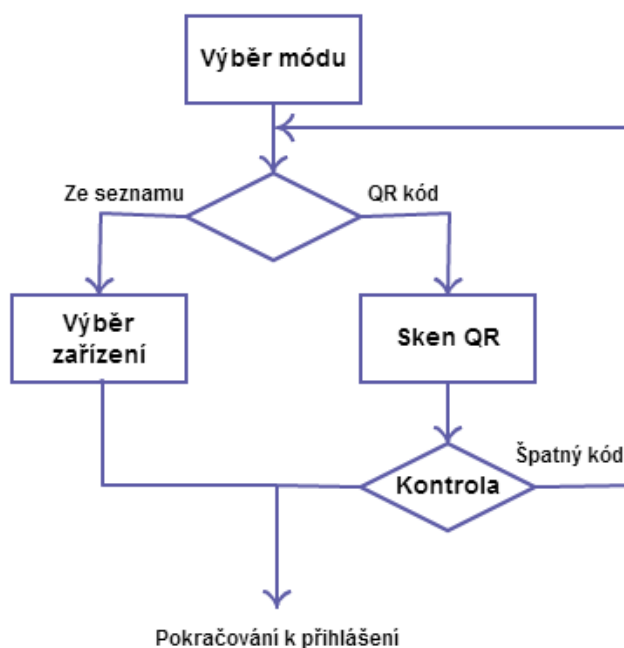 Výběr módu
Ze seznamu
QR kód
Výběr
zařízení
Sken QR
Špatný kód
Kontrola
Pokračování k přihlášení